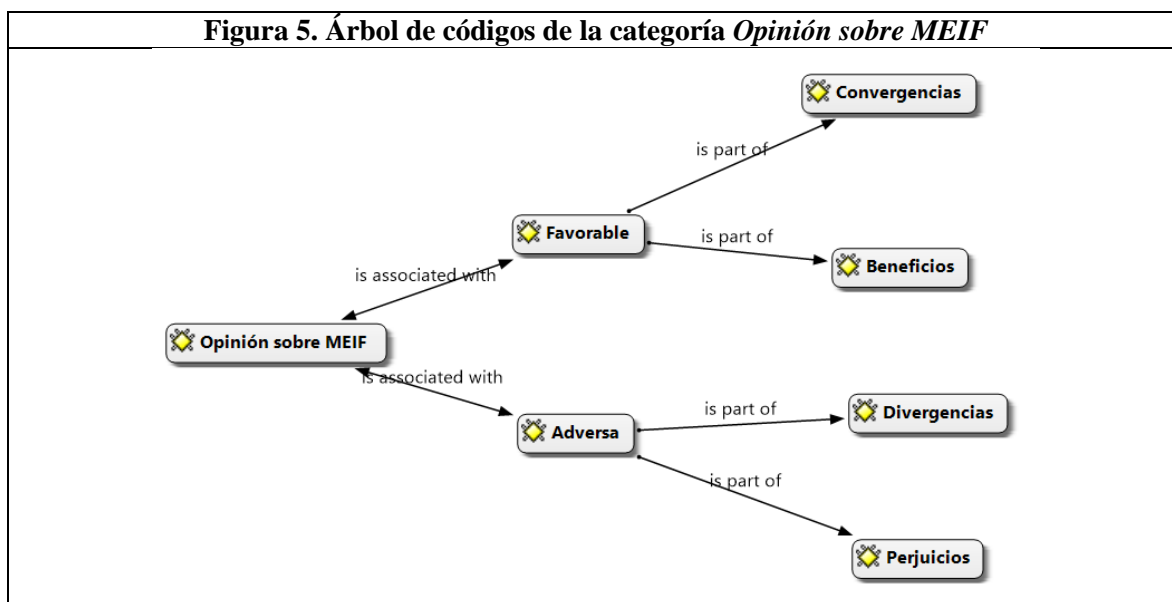 Figura 5. Árbol de códigos de la categoría Opinión sobre MEIF
Convergencias
is part of
Favorable
is part of
Beneficios
is associated with
Opinión sobre MEIF
is associated with
is part of
Divergencias
Adversa
is part of
Perjuicios